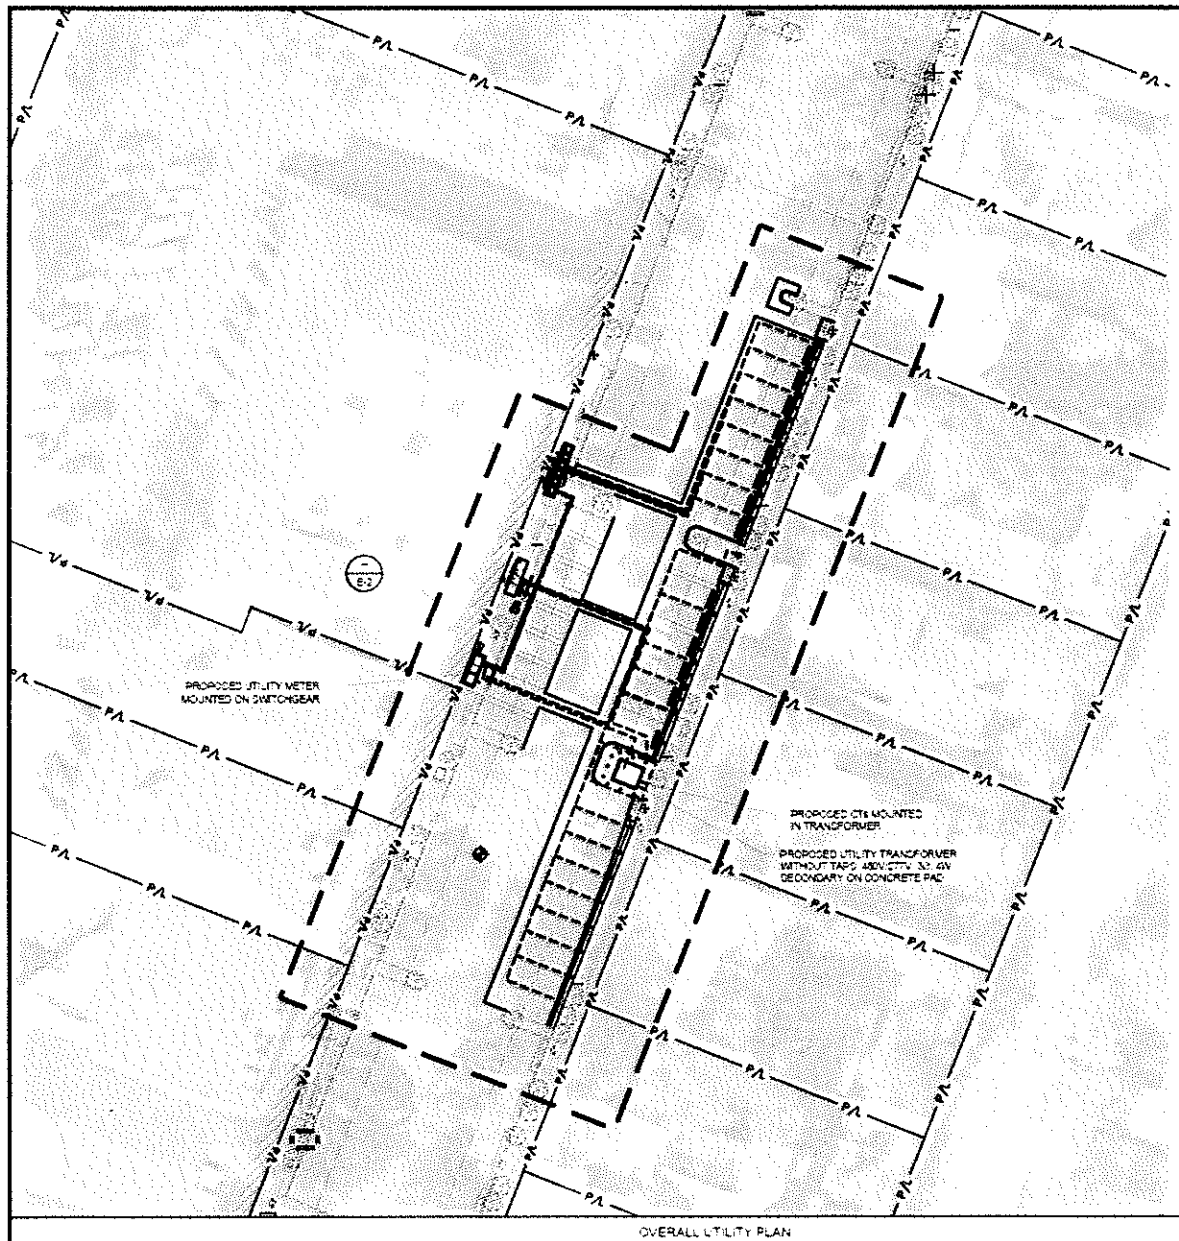 PROPOSED UTILITY METER
MOUNTED ON SWITCHGEAR
E-2
PROPOSED CTs MOUNTED
IN TRANSFORMER
PROPOSED UTILITY TRANSFORMER
WITHOUT TAPS 480V/277V, 3Ø, 4W
SECONDARY ON CONCRETE PAD
P/L
OVERALL UTILITY PLAN